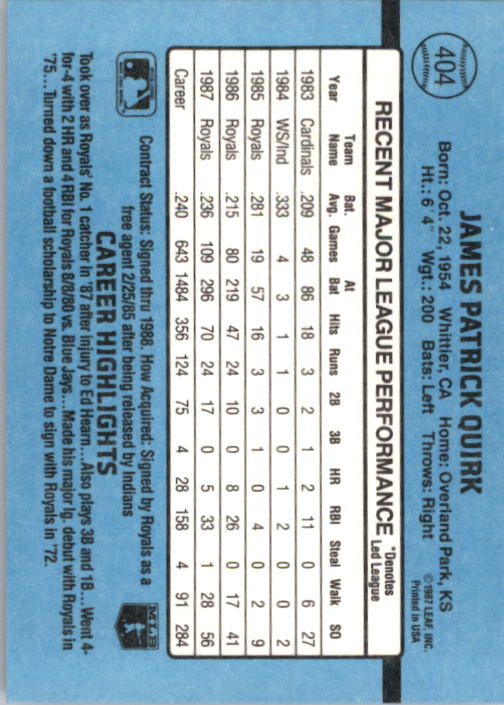 404
JAMES PATRICK QUIRK
Born: Oct. 22, 1954 Whittier, CA Home: Overland Park, KS
Ht.: 6' 4" Wgt.: 200 Bats: Left Throws: Right
©1987 LEAF, INC.
Printed in USA
RECENT MAJOR LEAGUE PERFORMANCE *Denotes Led League
Year Team Name Bat. Avg. Games At Bat Hits Runs 2B 3B HR RBI Steal Walk SO
1983 Cardinals .209 48 86 18 3 2 1 2 11 0 6 27
1984 WS/Ind .333 4 3 1 1 0 0 1 2 0 0 2
1985 Royals .281 19 57 16 3 3 1 0 4 0 2 9
1986 Royals .215 80 219 47 24 10 0 8 26 0 17 41
1987 Royals .236 109 296 70 24 17 0 5 33 1 28 56
Career .240 643 1484 356 124 75 4 28 158 4 91 284
Contract Status: Signed thru 1988. How Acquired: Signed by Royals as a
free agent 2/25/85 after being released by Indians
MLB
CAREER HIGHLIGHTS
Took over as Royals' No. 1 catcher in '87 after injury to Ed Hearn...Also plays 3B and 1B...Went 4-
for-4 with 2 HR and 4 RBI for Royals 8/8/80 vs. Blue Jays...Made his major lg. debut with Royals in
'75...Turned down a football scholarship to Notre Dame to sign with Royals in '72.